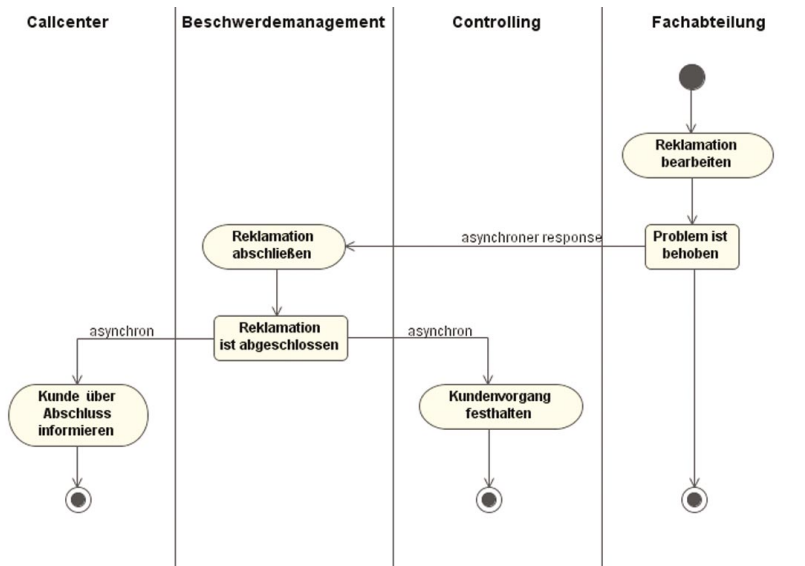 Callcenter
Beschwerdemanagement
Controlling
Fachabteilung
Reklamation
bearbeiten
Reklamation
abschließen
asynchroner response
Problem ist
behoben
asynchron
Reklamation
ist abgeschlossen
asynchron
Kunde über
Abschluss
informieren
Kundenvorgang
festhalten